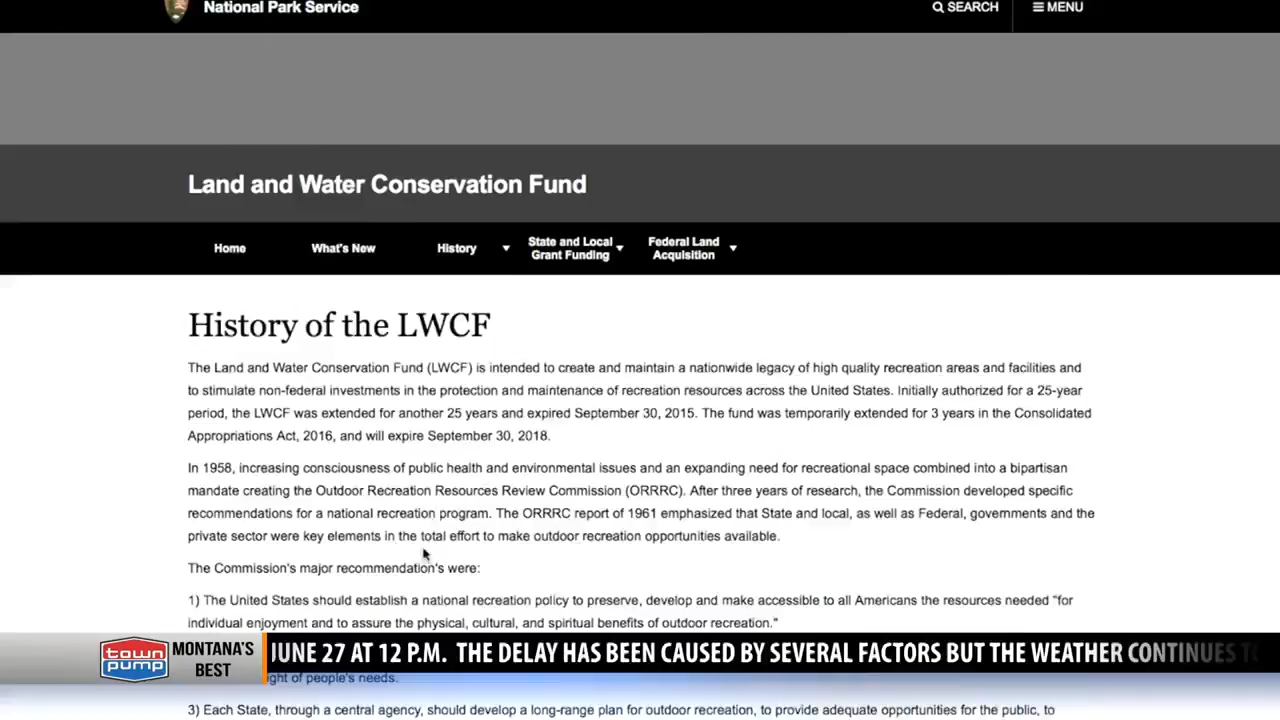 National Park Service
SEARCH
MENU
Land and Water Conservation Fund
Home
What's New
History
State and Local
Grant Funding
Federal Land
Acquisition
History of the LWCF
The Land and Water Conservation Fund (LWCF) is intended to create and maintain a nationwide legacy of high quality recreation areas and facilities and
to stimulate non-federal investments in the protection and maintenance of recreation resources across the United States. Initially authorized for a 25-year
period, the LWCF was extended for another 25 years and expired September 30, 2015. The fund was temporarily extended for 3 years in the Consolidated
Appropriations Act, 2016, and will expire September 30, 2018.
In 1958, increasing consciousness of public health and environmental issues and an expanding need for recreational space combined into a bipartisan
mandate creating the Outdoor Recreation Resources Review Commission (ORRRC). After three years of research, the Commission developed specific
recommendations for a national recreation program. The ORRRC report of 1961 emphasized that State and local, as well as Federal, governments and the
private sector were key elements in the total effort to make outdoor recreation opportunities available.
The Commission's major recommendation's were:
1) The United States should establish a national recreation policy to preserve, develop and make accessible to all Americans the resources needed "for
individual enjoyment and to assure the physical, cultural, and spiritual benefits of outdoor recreation."
town
pump
MONTANA'S
BEST
JUNE 27 AT 12 P.M. THE DELAY HAS BEEN CAUSED BY SEVERAL FACTORS BUT THE WEATHER CONTINUES
of people's needs.
3) Each State, through a central agency, should develop a long-range plan for outdoor recreation, to provide adequate opportunities for the public, to